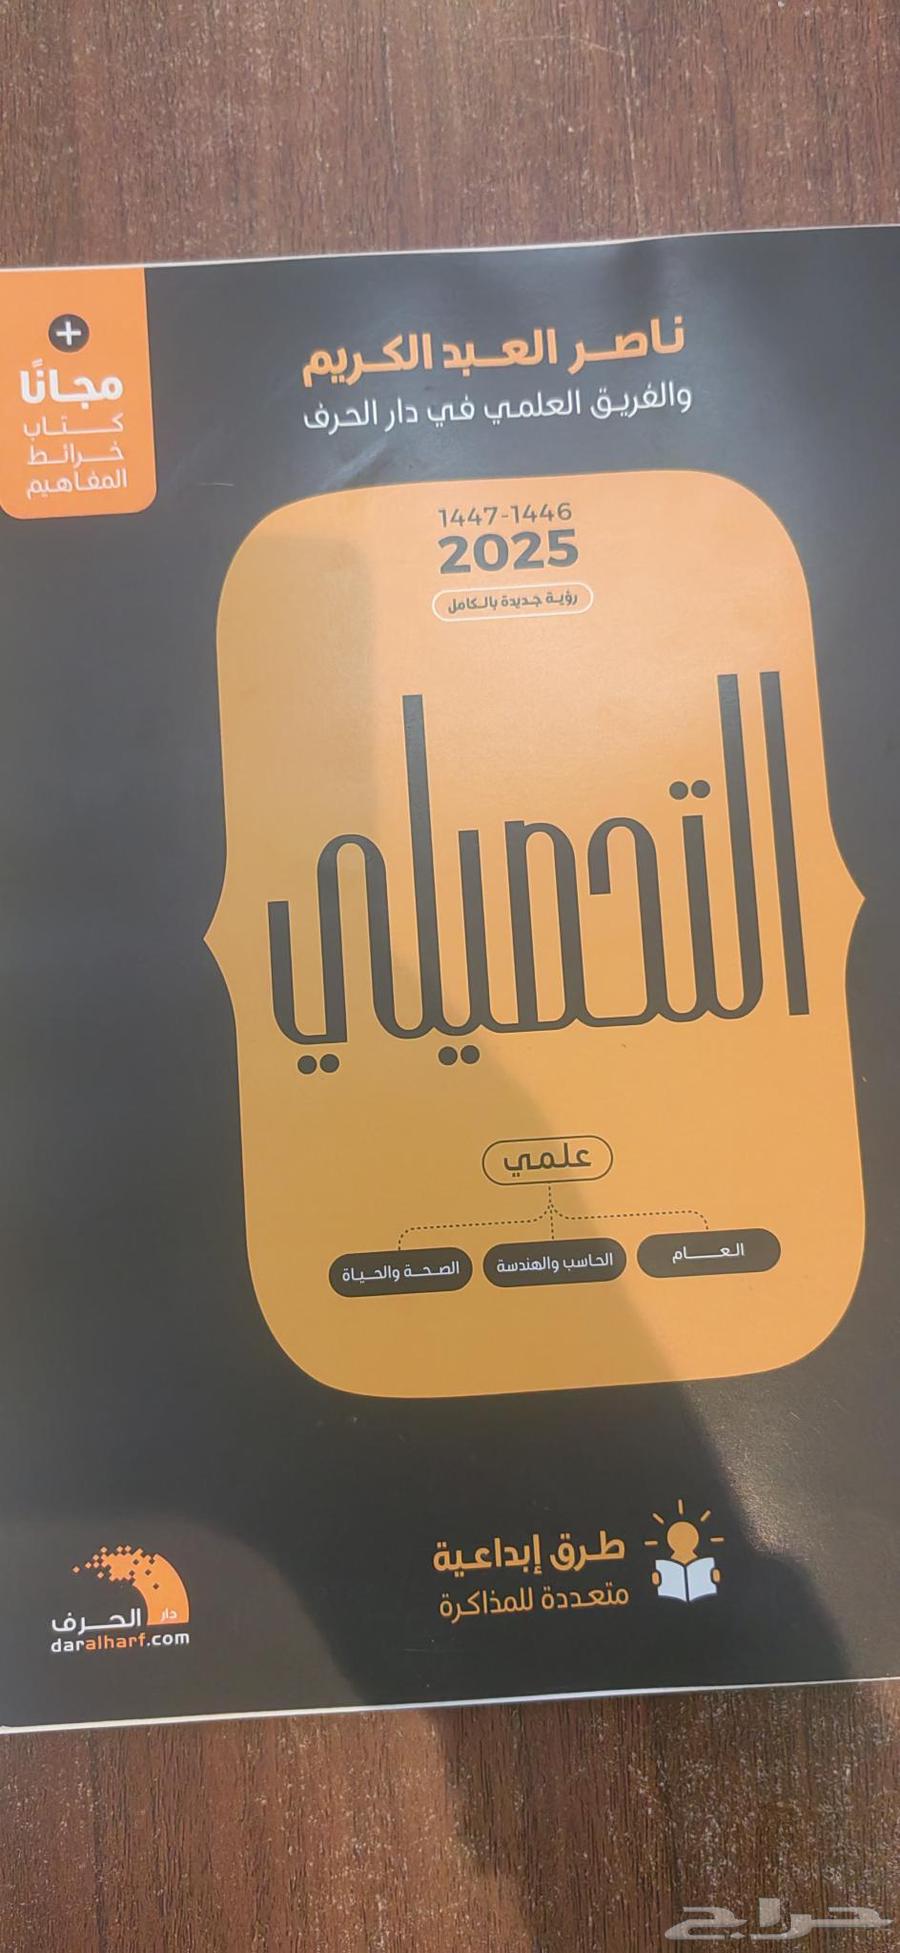 ناصر العبد الكريم
والفريق العلمي في دار الحرف
+
مجانًا
كتاب
خرائط
المفاهيم
1447-1446
2025
رؤية جديدة بالكامل
التحصيلي
علمي
العام
الحاسب والهندسة
الصحة والحياة
طرق إبداعية
متعددة للمذاكرة
دار الحرف
daralharf.com
حراج